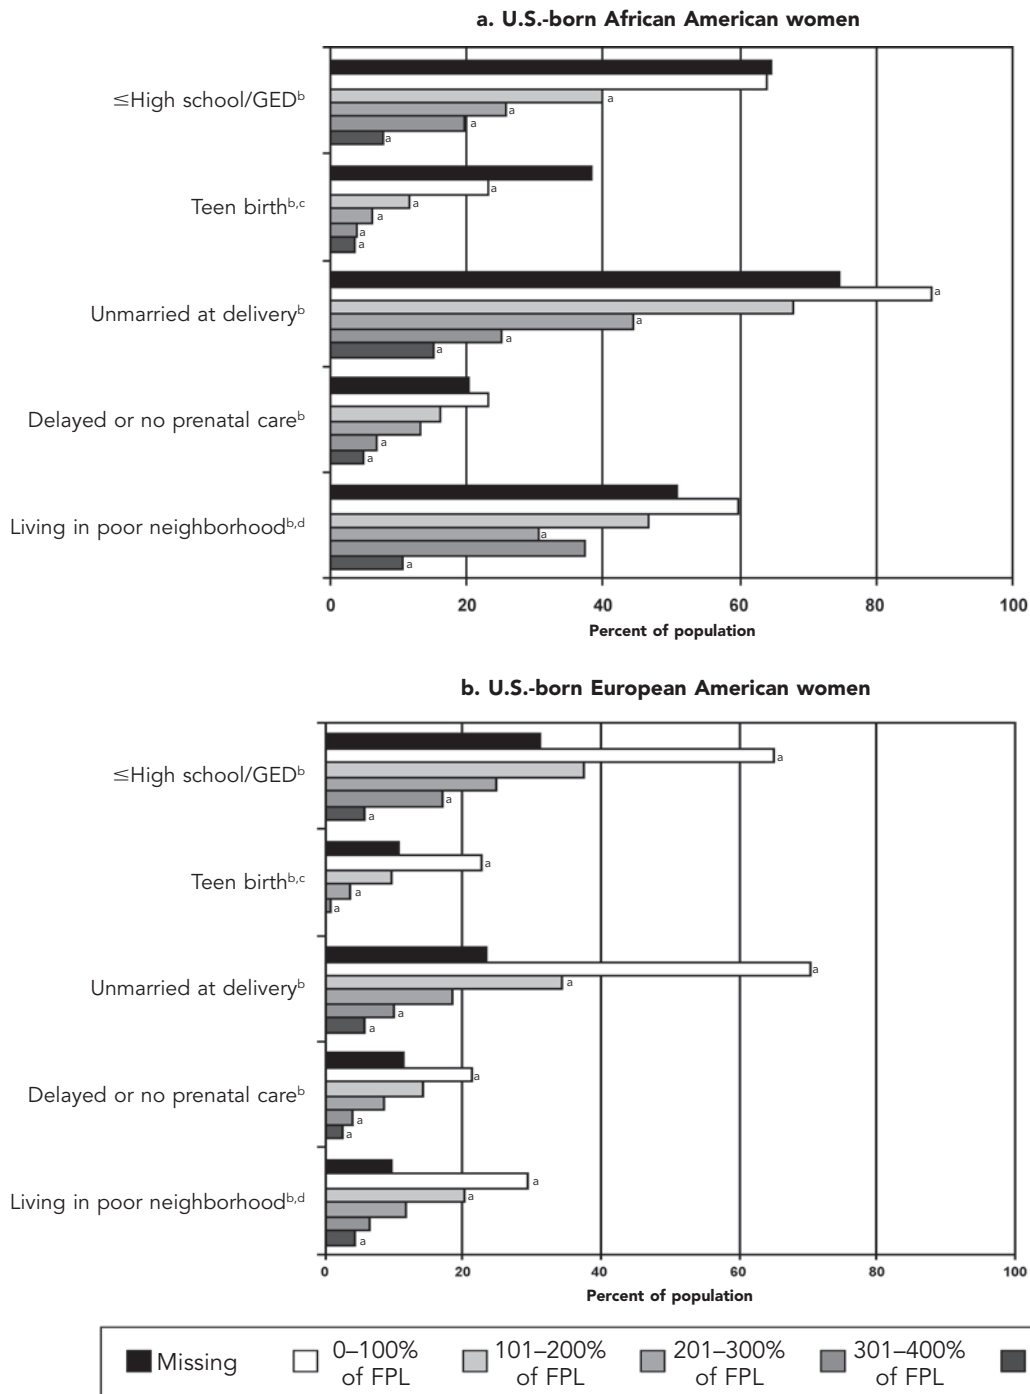 a. U.S.-born African American women
≤High school/GEDb
a
a
a
a
Teen birthb,c
a
a
a
a
a
Unmarried at deliveryb
a
a
a
a
Delayed or no prenatal careb
a
a
Living in poor neighborhoodb,d
a
a
0 20 40 60 80 100
Percent of population
b. U.S.-born European American women
≤High school/GEDb
a
a
a
Teen birthb,c
a
a
a
Unmarried at deliveryb
a
a
a
a
Delayed or no prenatal careb
a
a
a
Living in poor neighborhoodb,d
a
a
a
0 20 40 60 80 100
Percent of population
Missing 0–100% 101–200% 201–300% 301–400%
of FPL of FPL of FPL of FPL